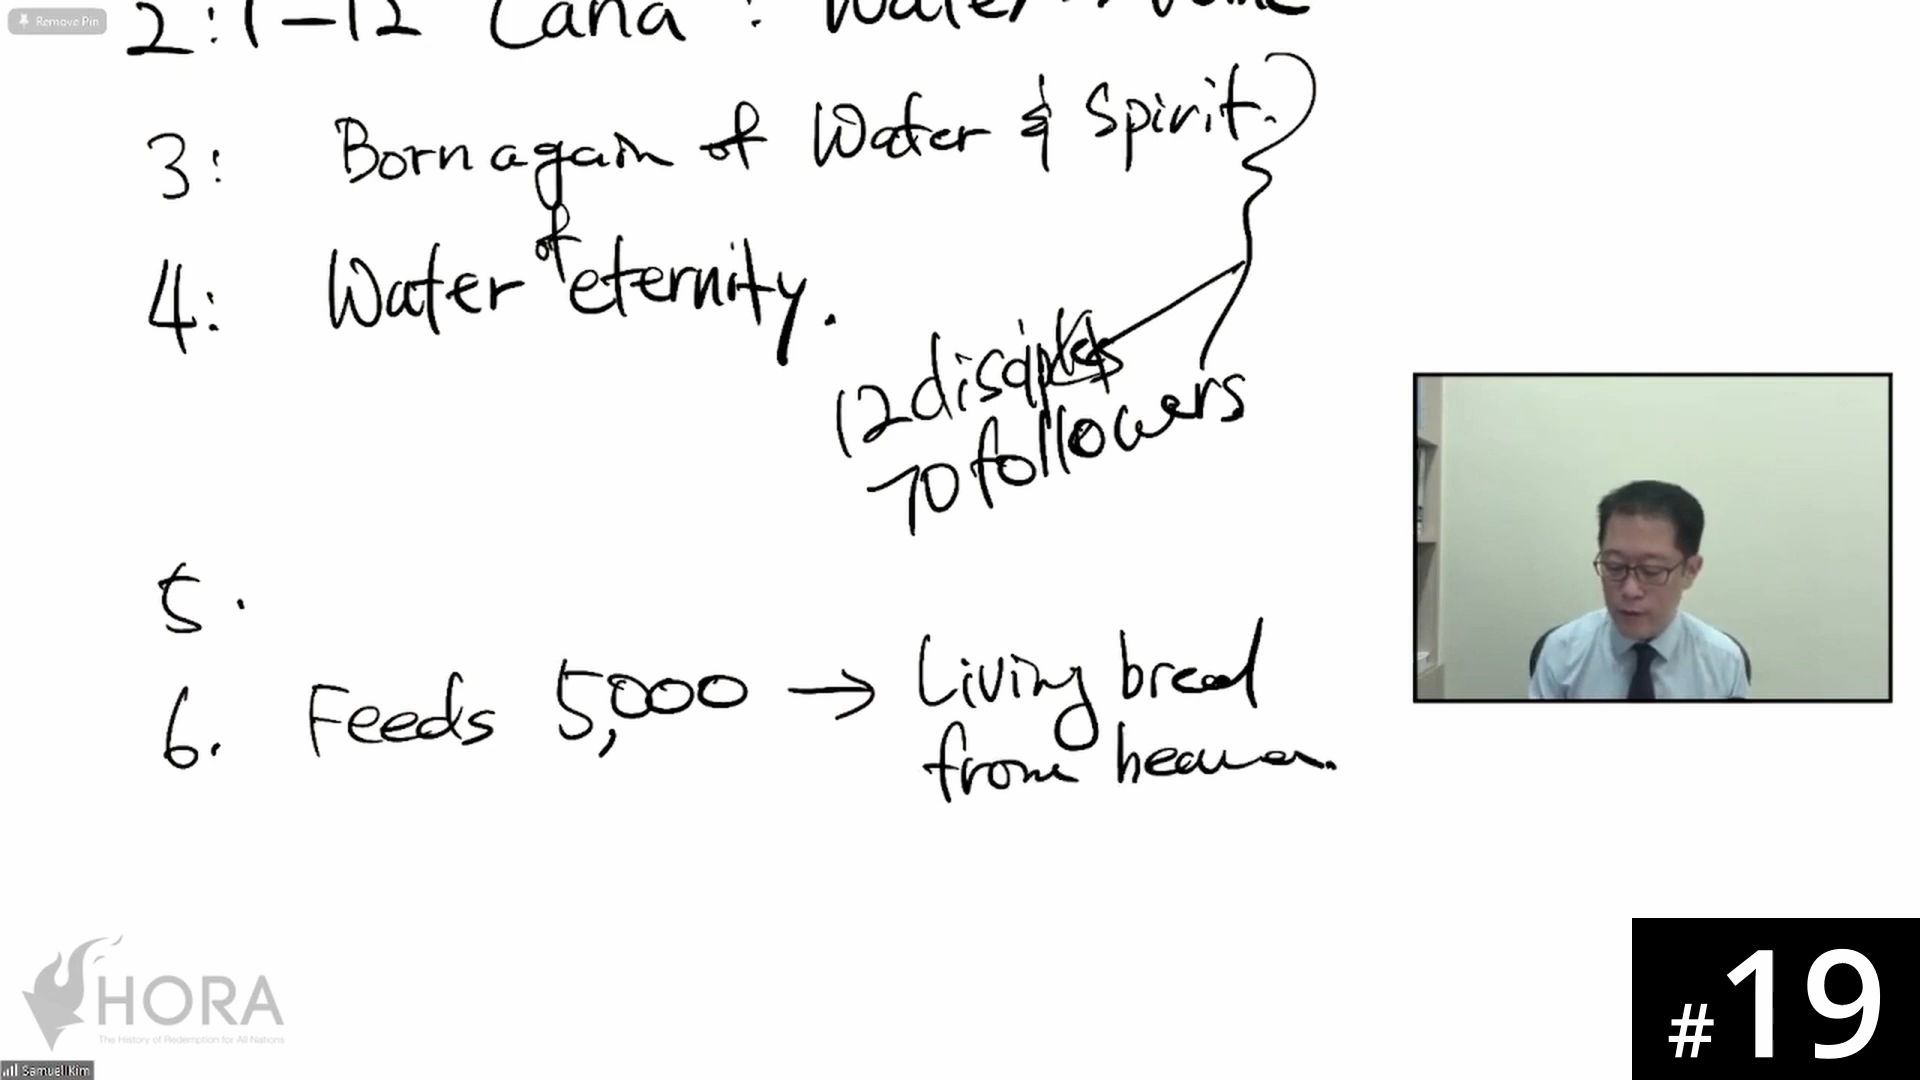 Remove Pin
2:1-12 Cana : Water → Wine
3: Born again of Water & Spirit.
4: Water of eternity.
12 disciples
70 followers
5.
6. Feeds 5,000 → Living bread
from heaven.
HORA
The History of Redemption for All Nations
Samuel Kim
#19